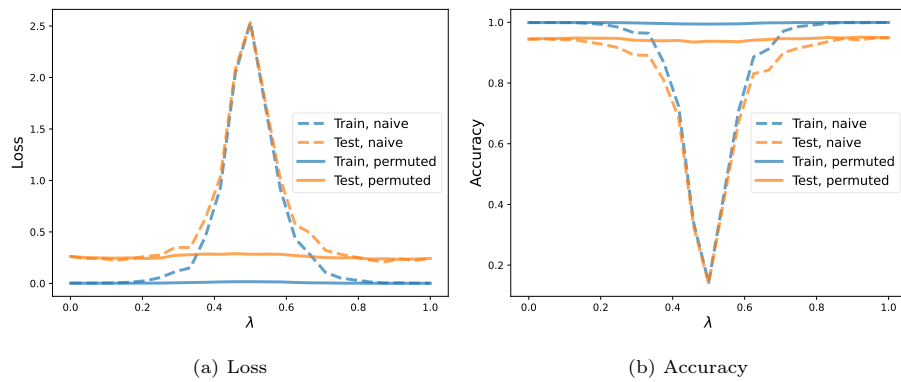 2.5
2.0
1.5
1.0
0.5
0.0
Loss
Train, naive
Test, naive
Train, permuted
Test, permuted
0.0 0.2 0.4 0.6 0.8 1.0
λ
(a) Loss
1.0
0.8
0.6
0.4
0.2
Accuracy
Train, naive
Test, naive
Train, permuted
Test, permuted
0.0 0.2 0.4 0.6 0.8 1.0
λ
(b) Accuracy